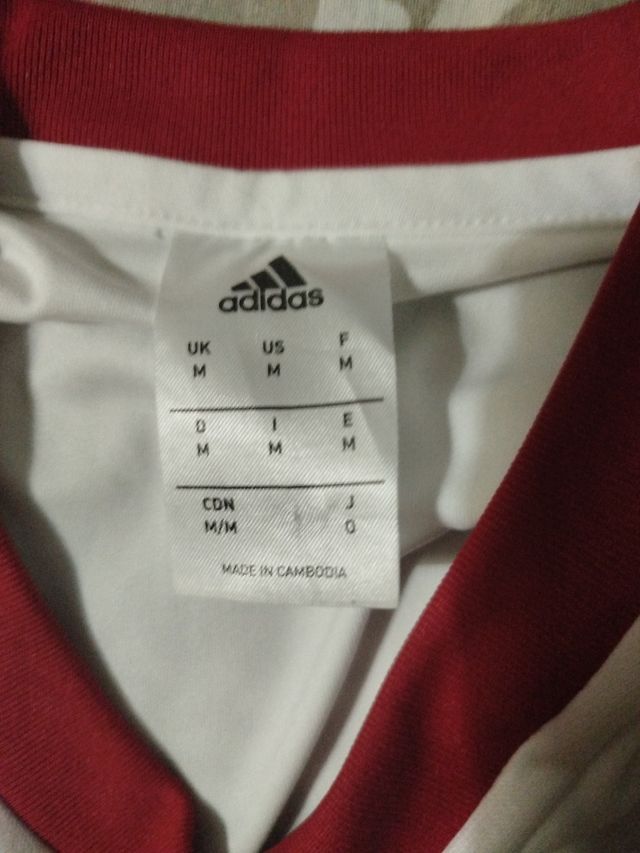 adidas
UK US F
M M M
D I E
M M M
CDN J
M/M O
MADE IN CAMBODIA